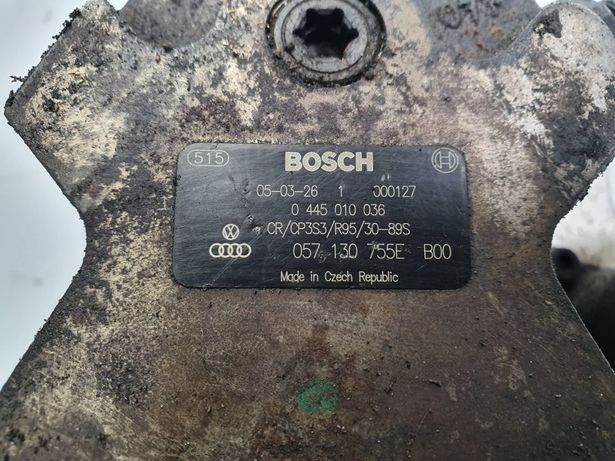 515 BOSCH
05-03-26 1 000127
0 445 010 036
CR/CP3S3/R95/30-89S
057 130 755E B00
Made in Czech Republic